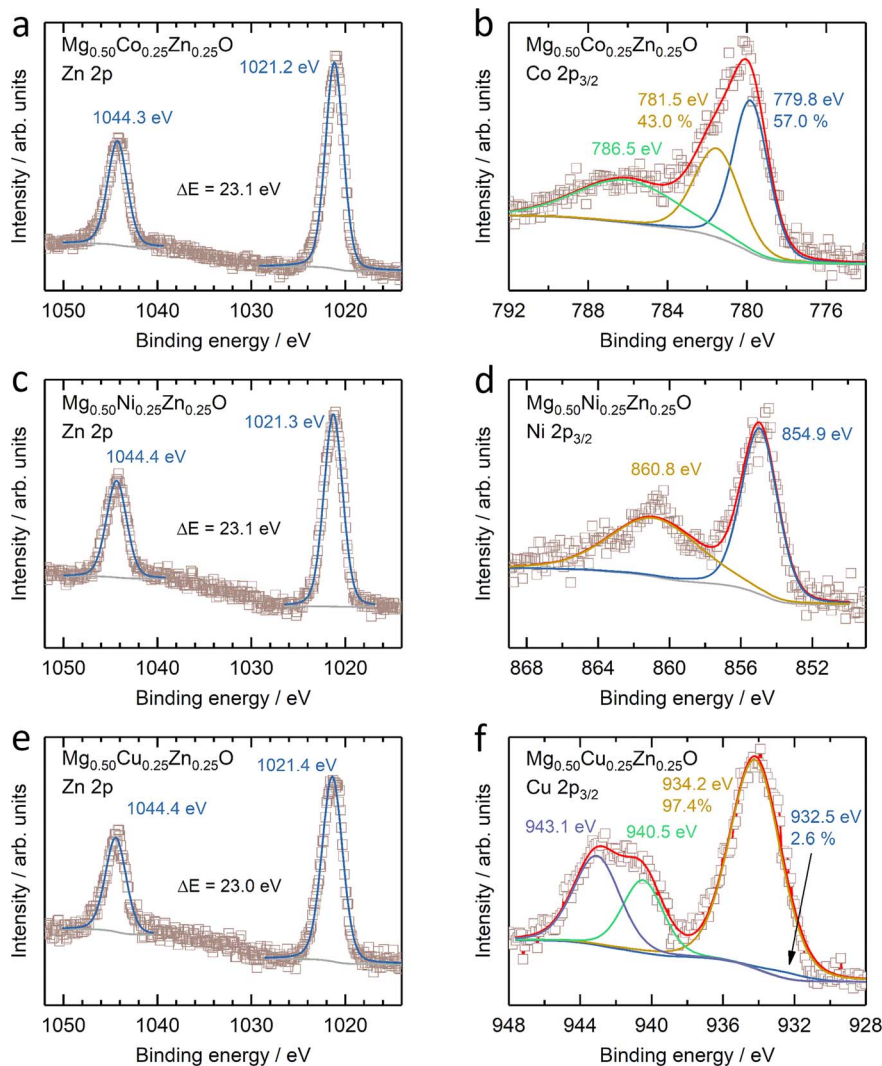 a
Mg0.50Co0.25Zn0.25O
Zn 2p
1021.2 eV
1044.3 eV
ΔE = 23.1 eV
Intensity / arb. units
1050 1040 1030 1020
Binding energy / eV
b
Mg0.50Co0.25Zn0.25O
Co 2p3/2
781.5 eV
43.0 %
779.8 eV
57.0 %
786.5 eV
Intensity / arb. units
792 788 784 780 776
Binding energy / eV
c
Mg0.50Ni0.25Zn0.25O
Zn 2p
1021.3 eV
1044.4 eV
ΔE = 23.1 eV
Intensity / arb. units
1050 1040 1030 1020
Binding energy / eV
d
Mg0.50Ni0.25Zn0.25O
Ni 2p3/2
854.9 eV
860.8 eV
Intensity / arb. units
868 864 860 856 852
Binding energy / eV
e
Mg0.50Cu0.25Zn0.25O
Zn 2p
1021.4 eV
1044.4 eV
ΔE = 23.0 eV
Intensity / arb. units
1050 1040 1030 1020
Binding energy / eV
f
Mg0.50Cu0.25Zn0.25O
Cu 2p3/2
934.2 eV
97.4%
932.5 eV
2.6 %
943.1 eV
940.5 eV
Intensity / arb. units
948 944 940 936 932 928
Binding energy / eV